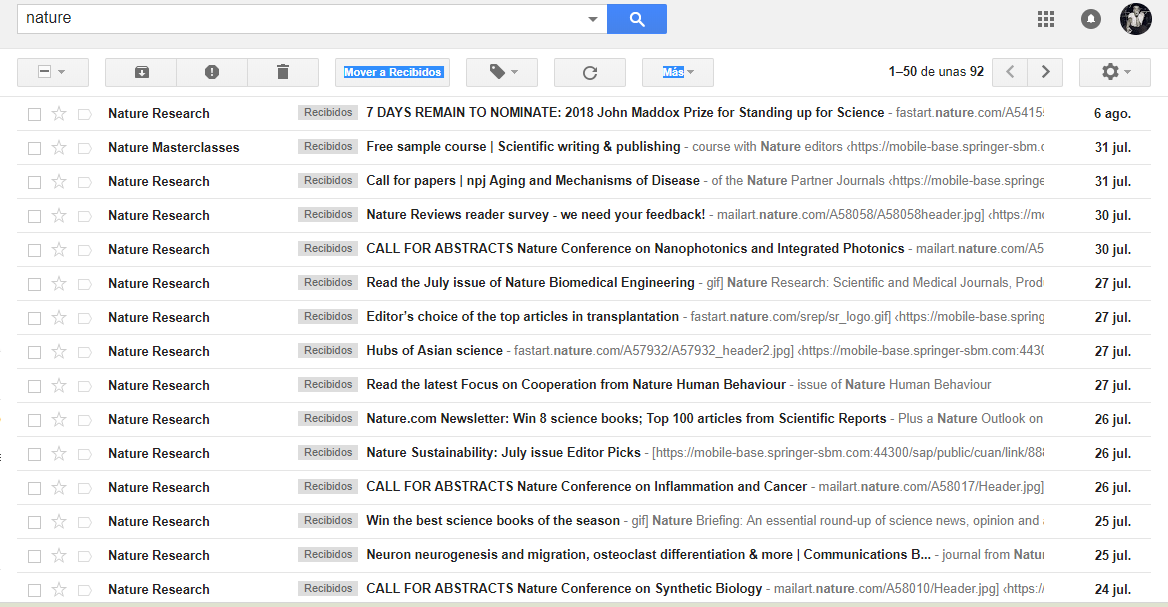 nature
Mover a Recibidos Más 1–50 de unas 92
Nature Research Recibidos 7 DAYS REMAIN TO NOMINATE: 2018 John Maddox Prize for Standing up for Science - fastart.nature.com/A5415 6 ago.
Nature Masterclasses Recibidos Free sample course | Scientific writing & publishing - course with Nature editors ‹https://mobile-base.springer-sbm.c 31 jul.
Nature Research Recibidos Call for papers | npj Aging and Mechanisms of Disease - of the Nature Partner Journals ‹https://mobile-base.springe 31 jul.
Nature Research Recibidos Nature Reviews reader survey - we need your feedback! - mailart.nature.com/A58058/A58058header.jpg] ‹https://mo 30 jul.
Nature Research Recibidos CALL FOR ABSTRACTS Nature Conference on Nanophotonics and Integrated Photonics - mailart.nature.com/A5 30 jul.
Nature Research Recibidos Read the July issue of Nature Biomedical Engineering - gif] Nature Research: Scientific and Medical Journals, Prod 27 jul.
Nature Research Recibidos Editor’s choice of the top articles in transplantation - fastart.nature.com/srep/sr_logo.gif] ‹https://mobile-base.spring 27 jul.
Nature Research Recibidos Hubs of Asian science - fastart.nature.com/A57932/A57932_header2.jpg] ‹https://mobile-base.springer-sbm.com:4430 27 jul.
Nature Research Recibidos Read the latest Focus on Cooperation from Nature Human Behaviour - issue of Nature Human Behaviour 27 jul.
Nature Research Recibidos Nature.com Newsletter: Win 8 science books; Top 100 articles from Scientific Reports - Plus a Nature Outlook on 26 jul.
Nature Research Recibidos Nature Sustainability: July issue Editor Picks - [https://mobile-base.springer-sbm.com:44300/sap/public/cuan/link/888 26 jul.
Nature Research Recibidos CALL FOR ABSTRACTS Nature Conference on Inflammation and Cancer - mailart.nature.com/A58017/Header.jpg] 26 jul.
Nature Research Recibidos Win the best science books of the season - gif] Nature Briefing: An essential round-up of science news, opinion and 25 jul.
Nature Research Recibidos Neuron neurogenesis and migration, osteoclast differentiation & more | Communications B... - journal from Natu 25 jul.
Nature Research Recibidos CALL FOR ABSTRACTS Nature Conference on Synthetic Biology - mailart.nature.com/A58010/Header.jpg] ‹https:/ 24 jul.